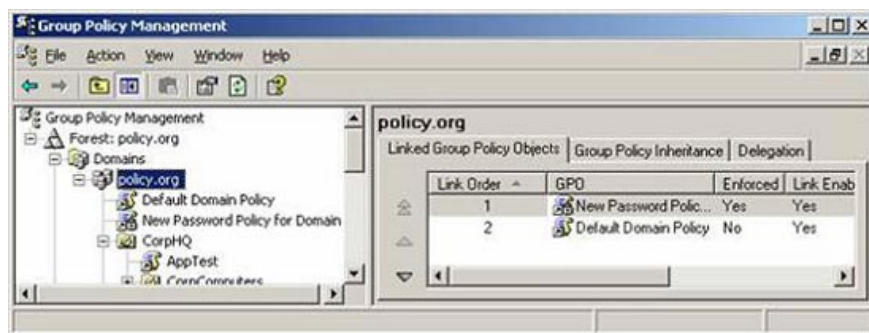 Group Policy Management
File Action View Window Help
Group Policy Management
Forest: policy.org
Domains
policy.org
Default Domain Policy
New Password Policy for Domain
CorpHQ
AppTest
CorpComputers
policy.org
Linked Group Policy Objects Group Policy Inheritance Delegation
Link Order GPO Enforced Link Enab
1 New Password Polic... Yes Yes
2 Default Domain Policy No Yes